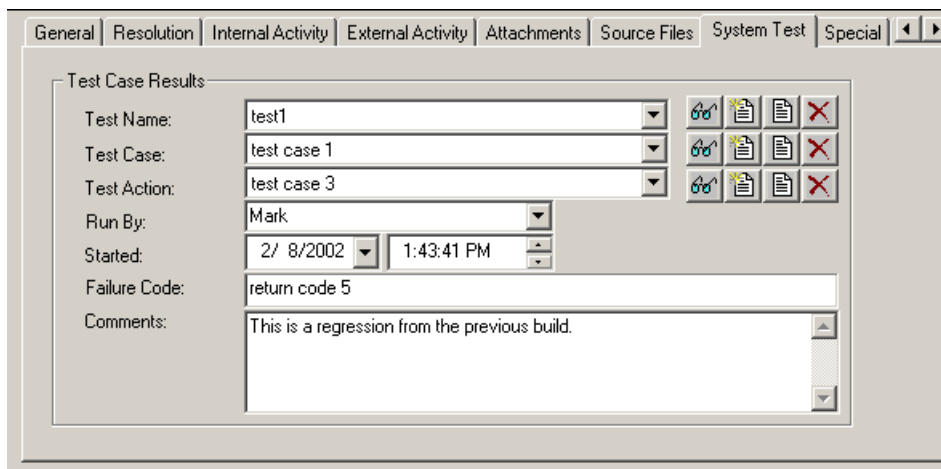 General Resolution Internal Activity External Activity Attachments Source Files System Test Special
Test Case Results
Test Name: test1
Test Case: test case 1
Test Action: test case 3
Run By: Mark
Started: 2/ 8/2002 1:43:41 PM
Failure Code: return code 5
Comments: This is a regression from the previous build.